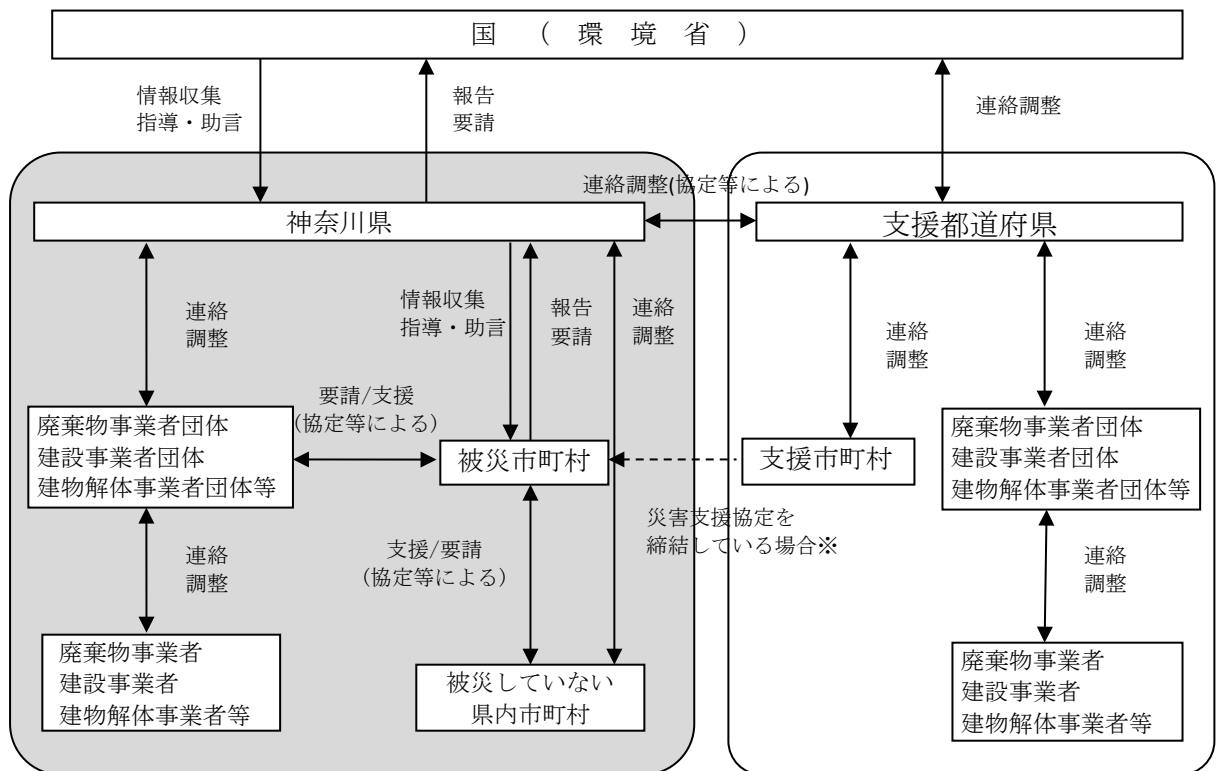 国 （ 環 境 省 ）
情報収集
指導・助言
報告
要請
連絡調整
連絡調整(協定等による)
神奈川県
支援都道府県
連絡
調整
情報収集
指導・助言
報告
要請
連絡
調整
連絡
調整
連絡
調整
要請/支援
（協定等による）
廃棄物事業者団体
建設事業者団体
建物解体事業者団体等
被災市町村
支援市町村
廃棄物事業者団体
建設事業者団体
建物解体事業者団体等
連絡
調整
支援/要請
（協定等による）
災害支援協定を
締結している場合※
連絡
調整
廃棄物事業者
建設事業者
建物解体事業者等
被災していない
県内市町村
廃棄物事業者
建設事業者
建物解体事業者等